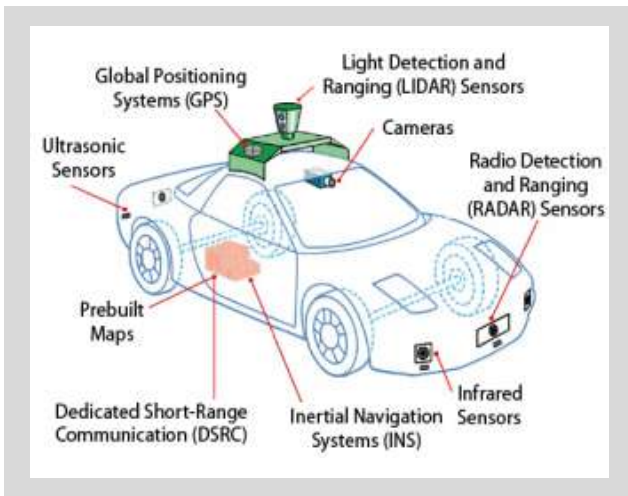 Global Positioning
Systems (GPS)
Light Detection and
Ranging (LIDAR) Sensors
Cameras
Ultrasonic
Sensors
Radio Detection
and Ranging
(RADAR) Sensors
Prebuilt
Maps
Dedicated Short-Range
Communication (DSRC)
Inertial Navigation
Systems (INS)
Infrared
Sensors